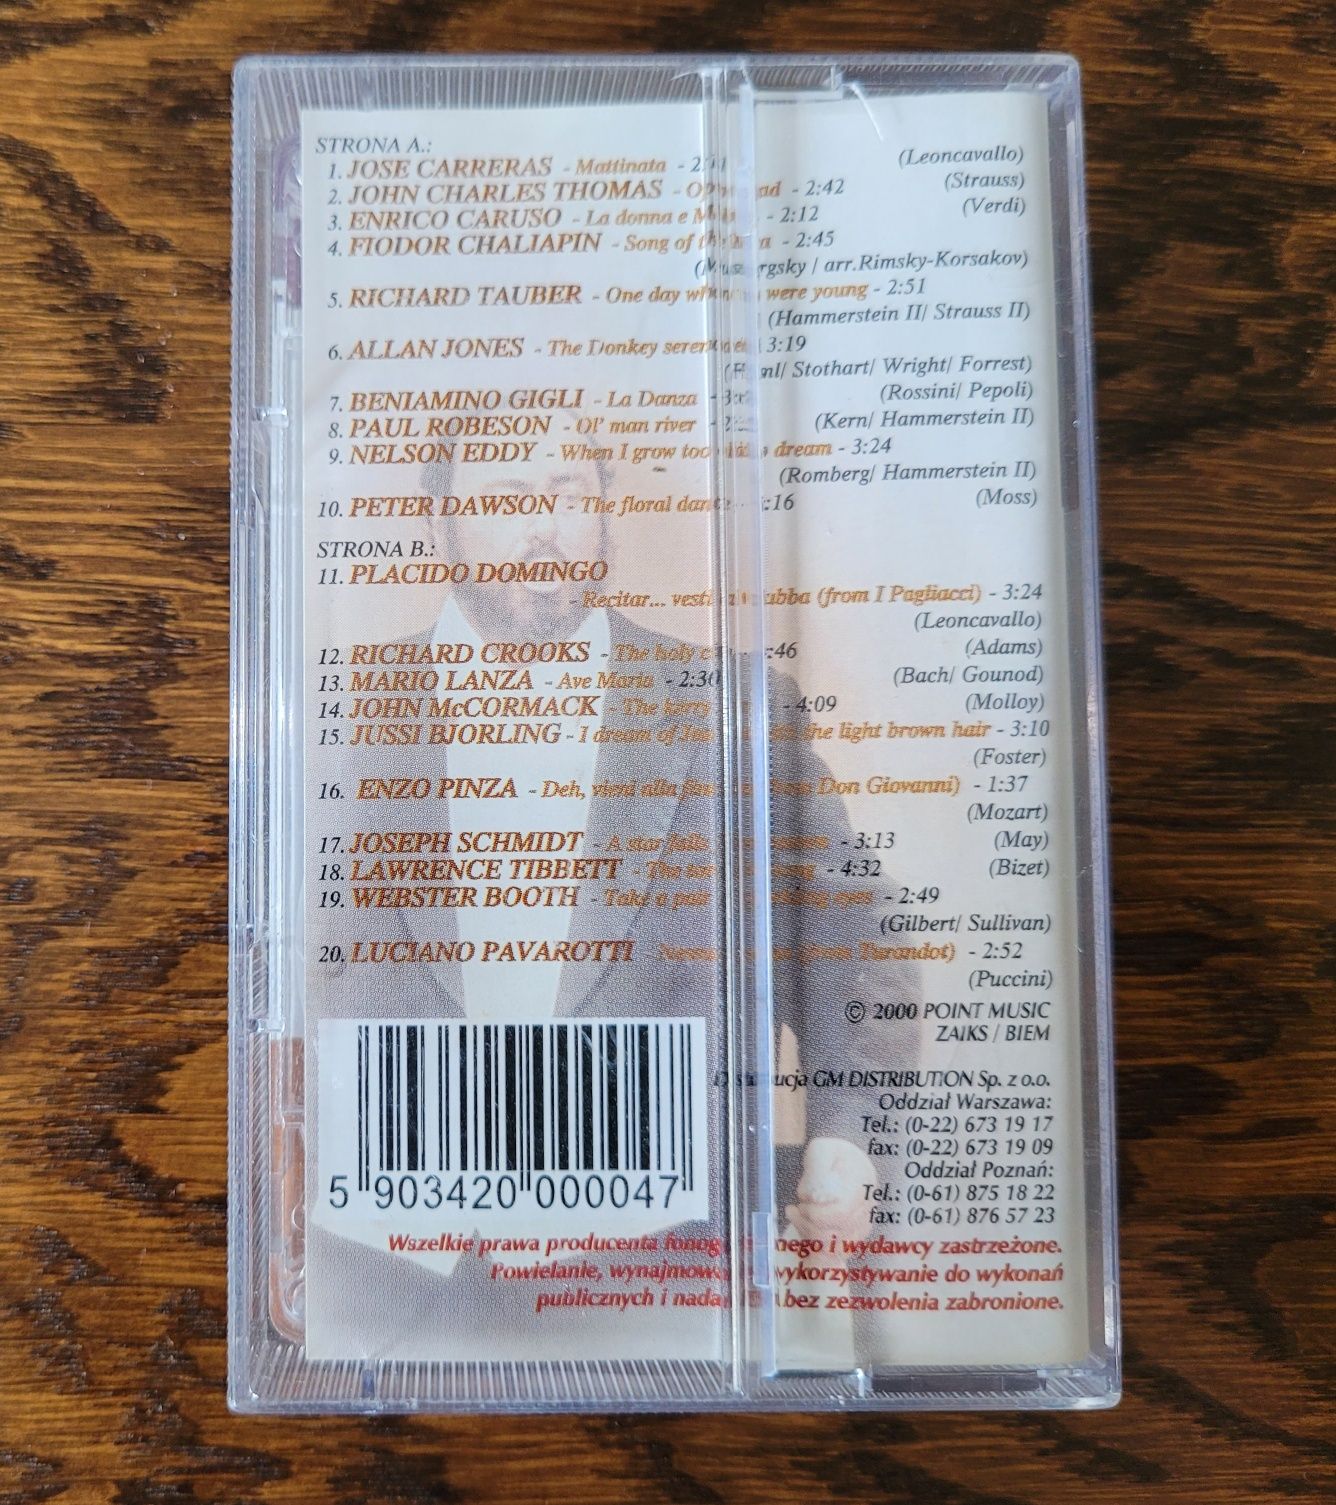 STRONA A.:
1. JOSE CARRERAS - Mattinata (Leoncavallo)
2. JOHN CHARLES THOMAS - - 2:42 (Strauss)
3. ENRICO CARUSO - La donna e - 2:12 (Verdi)
4. FIODOR CHALIAPIN - Song of - 2:45
/ arr.Rimsky-Korsakov)
5. RICHARD TAUBER - One day were young - 2:51
(Hammerstein II/ Strauss II)
6. ALLAN JONES - The Donkey 3:19
Stothart/ Wright/ Forrest)
7. BENIAMINO GIGLI - La Danza (Rossini/ Pepoli)
8. PAUL ROBESON - Ol' man river - (Kern/ Hammerstein II)
9. NELSON EDDY - When I grow too dream - 3:24
(Romberg/ Hammerstein II)
10. PETER DAWSON - The floral (Moss)
STRONA B.:
11. PLACIDO DOMINGO
- Recitar... (from I Pagliacci) - 3:24
(Leoncavallo)
12. RICHARD CROOKS - The holy (Adams)
13. MARIO LANZA - Ave Maria - 2:30 (Bach/ Gounod)
14. JOHN McCORMACK - The - 4:09 (Molloy)
15. JUSSI BJORLING - I dream of the light brown hair - 3:10
(Foster)
16. ENZO PINZA - Deh, vieni alla Don Giovanni) - 1:37
(Mozart)
17. JOSEPH SCHMIDT - A star falls - 3:13 (May)
18. LAWRENCE TIBBETT - The - 4:32 (Bizet)
19. WEBSTER BOOTH - Take a pair eyes - 2:49
(Gilbert/ Sullivan)
20. LUCIANO PAVAROTTI (from Turandot) - 2:52
(Puccini)
© 2000 POINT MUSIC
ZAIKS / BIEM
GM DISTRIBUTION Sp. z o.o.
Oddział Warszawa:
Tel.: (0-22) 673 19 17
fax: (0-22) 673 19 09
Oddział Poznań:
Tel.: (0-61) 875 18 22
fax: (0-61) 876 57 23
5 903420 000047
Wszelkie prawa producenta i wydawcy zastrzeżone.
Powielanie, wykorzystywanie do wykonań
publicznych i bez zezwolenia zabronione.